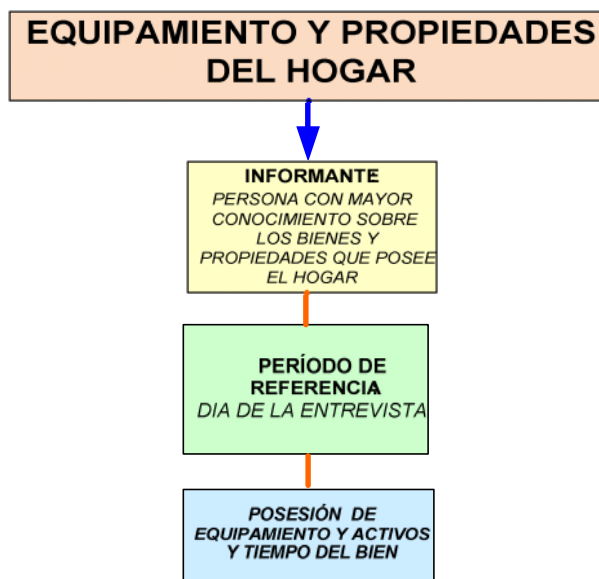 EQUIPAMIENTO Y PROPIEDADES
DEL HOGAR
INFORMANTE
PERSONA CON MAYOR
CONOCIMIENTO SOBRE
LOS BIENES Y
PROPIEDADES QUE POSEE
EL HOGAR
PERÍODO DE
REFERENCIA
DIA DE LA ENTREVISTA
POSESIÓN DE
EQUIPAMIENTO Y ACTIVOS
Y TIEMPO DEL BIEN